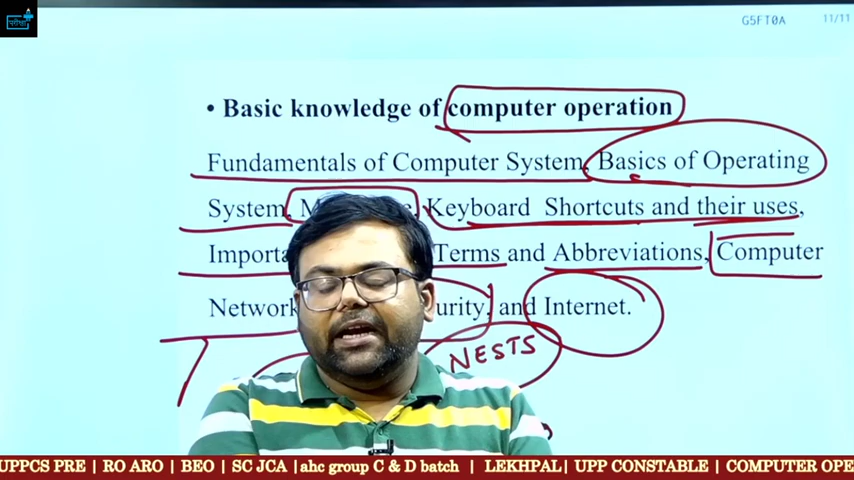 परीक्षा
G5FT0A 11/11
• Basic knowledge of computer operation
Fundamentals of Computer System, Basics of Operating
System, Keyboard Shortcuts and their uses,
Terms and Abbreviations, Computer
and Internet.
NESTS
UPPCS PRE | RO ARO | BEO | SC JCA | ahc group C & D batch | LEKHPAL | UPP CONSTABLE | COMPUTER OPE